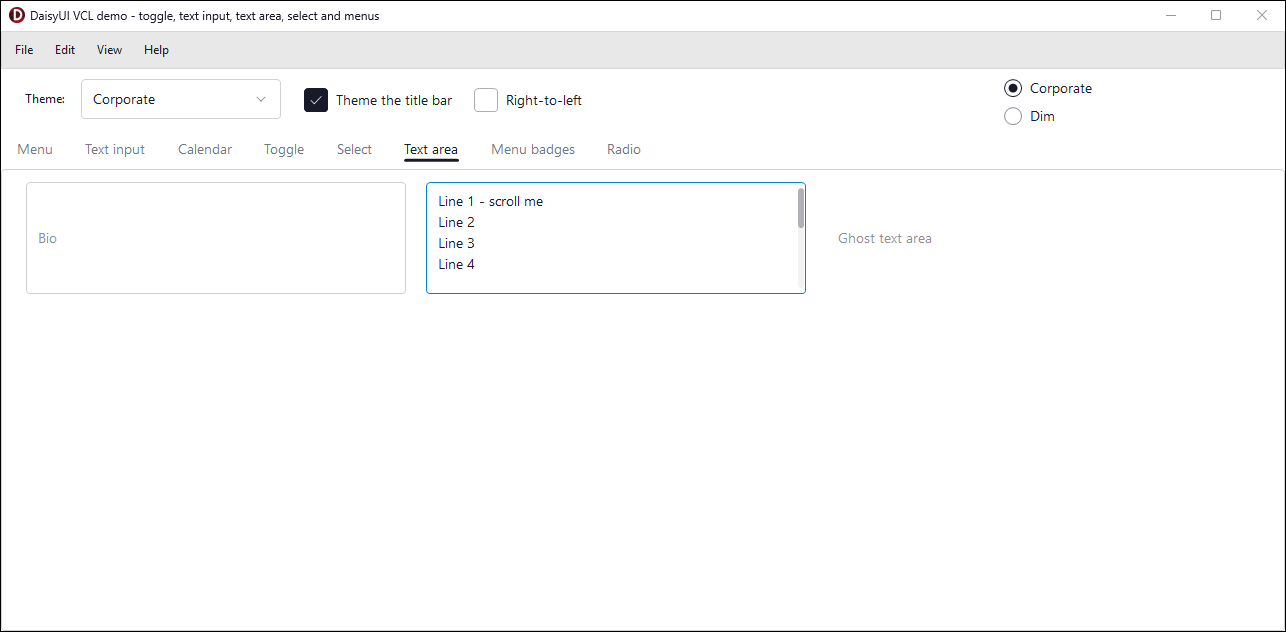 DaisyUI VCL demo - toggle, text input, text area, select and menus
File Edit View Help
Theme: Corporate Theme the title bar Right-to-left
Corporate
Dim
Menu Text input Calendar Toggle Select Text area Menu badges Radio
Bio
Line 1 - scroll me
Line 2
Line 3
Line 4
Ghost text area